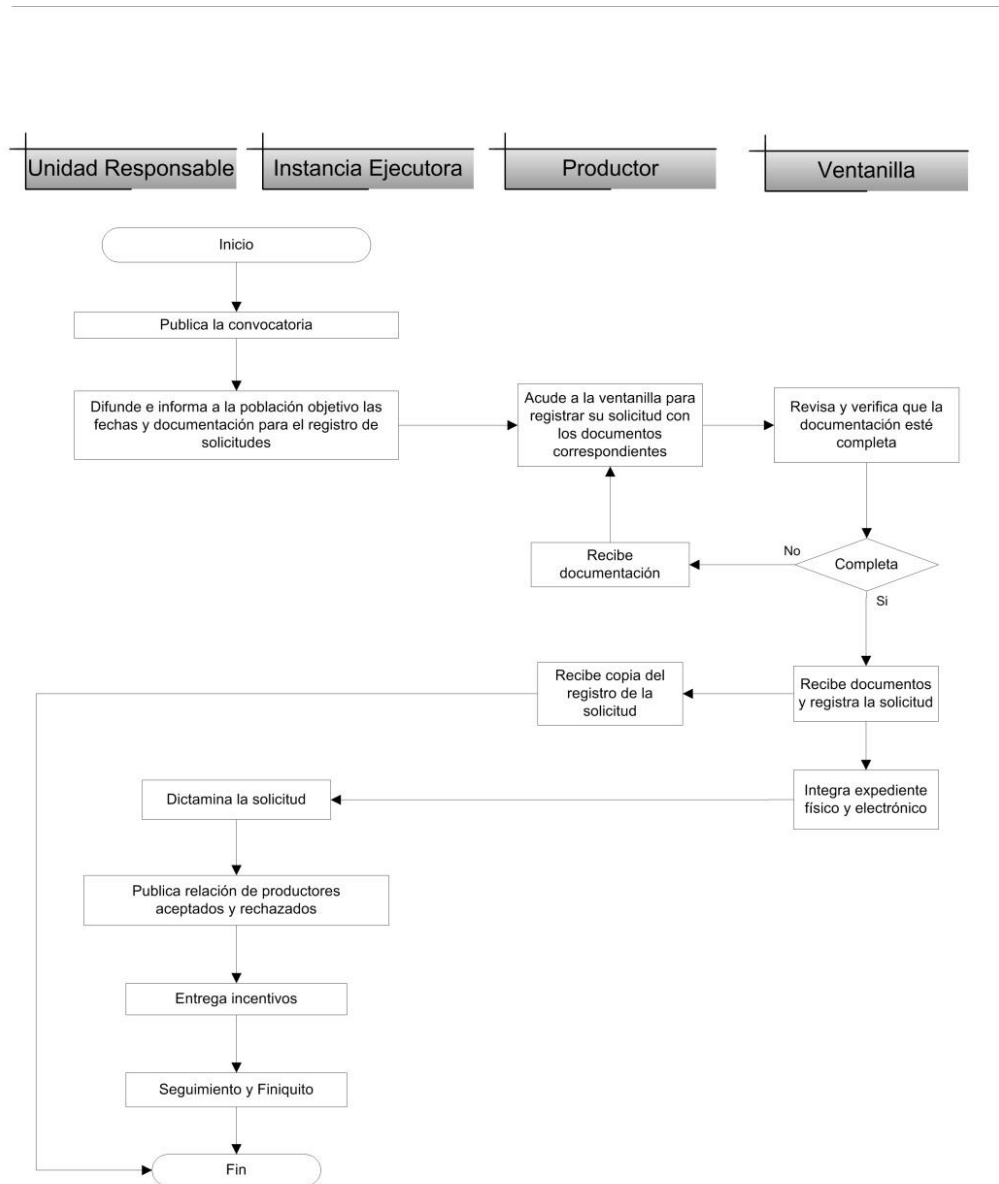 Unidad Responsable
Instancia Ejecutora
Productor
Ventanilla
Inicio
Publica la convocatoria
Difunde e informa a la población objetivo las
fechas y documentación para el registro de
solicitudes
Acude a la ventanilla para
registrar su solicitud con
los documentos
correspondientes
Revisa y verifica que la
documentación esté
completa
Completa
No
Recibe
documentación
Si
Recibe documentos
y registra la solicitud
Recibe copia del
registro de la
solicitud
Integra expediente
físico y electrónico
Dictamina la solicitud
Publica relación de productores
aceptados y rechazados
Entrega incentivos
Seguimiento y Finiquito
Fin